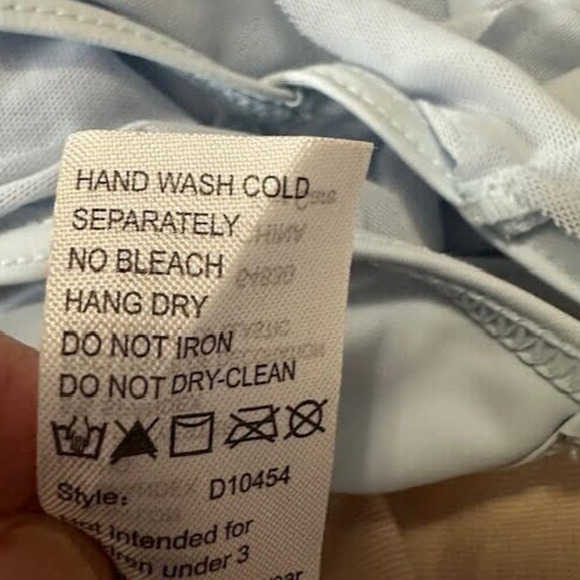 HAND WASH COLD
SEPARATELY
NO BLEACH
HANG DRY
DO NOT IRON
DO NOT DRY-CLEAN
Style: D10454
Not intended for
under 3